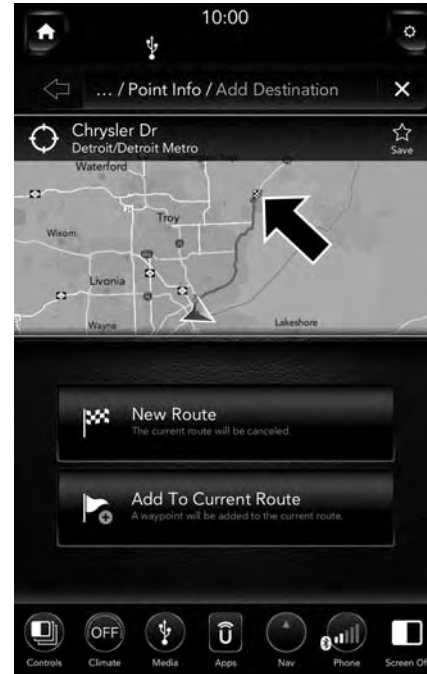 10:00
... / Point Info / Add Destination
Chrysler Dr
Detroit/Detroit Metro
Save
Waterford
Troy
Wixom
Livonia
Wayne
Lakeshore
New Route
The current route will be canceled.
Add To Current Route
A waypoint will be added to the current route.
OFF
Controls Climate Media Apps Nav Phone Screen Of